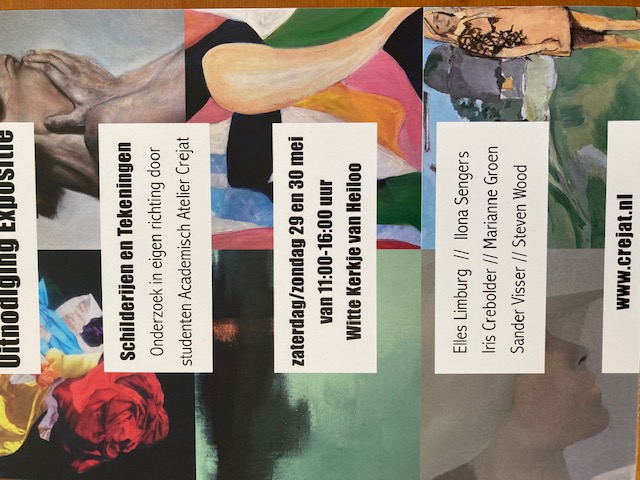 Uitnodiging Expositie
Schilderijen en Tekeningen
Onderzoek in eigen richting door
studenten Academisch Atelier Crejat
zaterdag/zondag 29 en 30 mei
van 11:00-16:00 uur
Witte Kerkje van Heiloo
Elles Limburg // Ilona Sengers
Iris Crebolder // Marianne Groen
Sander Visser // Steven Wood
www.crejat.nl